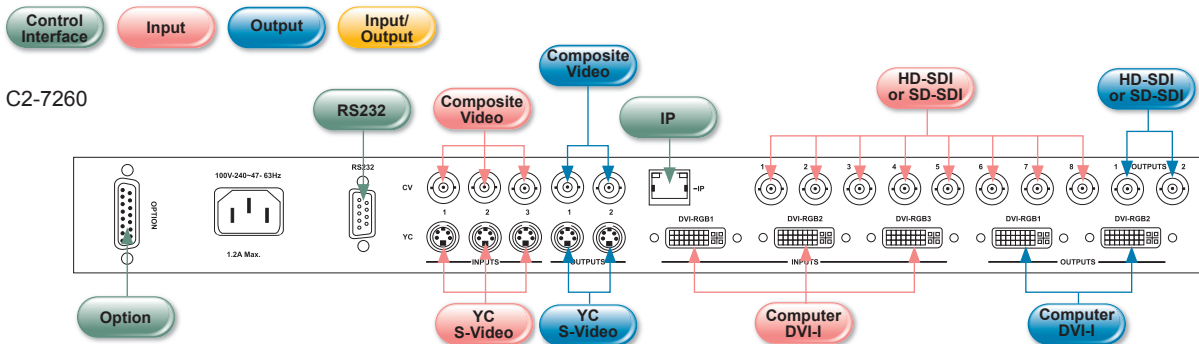 Control
Interface
Input
Output
Input/
Output
C2-7260
RS232
Composite
Video
Composite
Video
IP
HD-SDI
or SD-SDI
HD-SDI
or SD-SDI
100V-240~47- 63Hz
RS232
1 2 3 4 5 6 7 8 1 OUTPUTS 2
CV
IP
OPTION
1 2 3 1 2
DVI-RGB1 DVI-RGB2 DVI-RGB3 DVI-RGB1 DVI-RGB2
YC
1.2A Max.
INPUTS OUTPUTS INPUTS OUTPUTS
Option
YC
S-Video
YC
S-Video
Computer
DVI-I
Computer
DVI-I